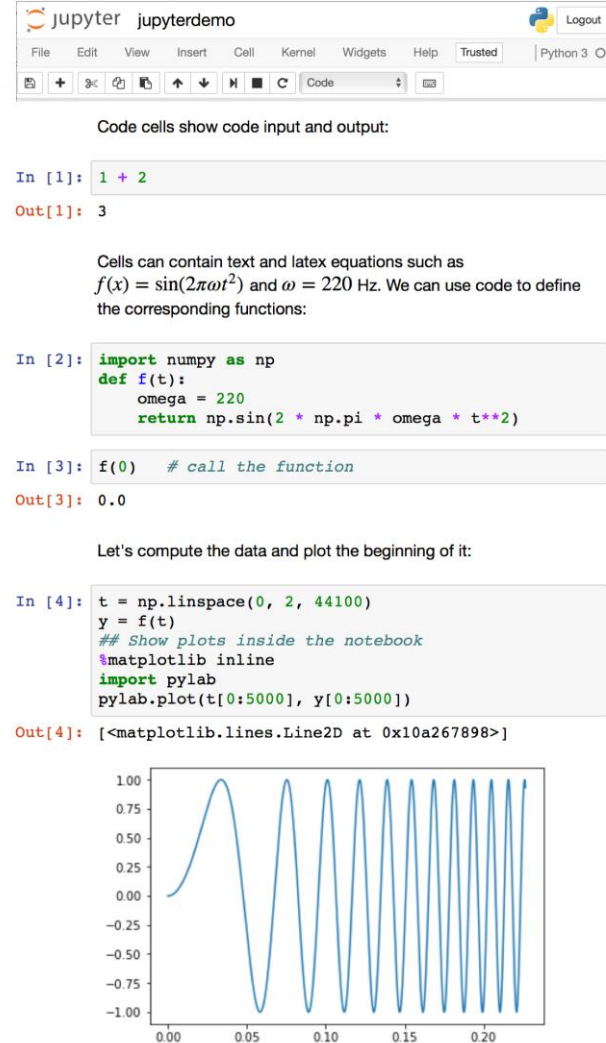 jupyter jupyterdemo Logout
File Edit View Insert Cell Kernel Widgets Help Trusted Python 3 O
Code
Code cells show code input and output:
In [1]: 1 + 2
Out[1]: 3
Cells can contain text and latex equations such as
f(x) = sin(2πωt²) and ω = 220 Hz. We can use code to define
the corresponding functions:
In [2]: import numpy as np
def f(t):
    omega = 220
    return np.sin(2 * np.pi * omega * t**2)
In [3]: f(0)   # call the function
Out[3]: 0.0
Let's compute the data and plot the beginning of it:
In [4]: t = np.linspace(0, 2, 44100)
y = f(t)
## Show plots inside the notebook
%matplotlib inline
import pylab
pylab.plot(t[0:5000], y[0:5000])
Out[4]: [<matplotlib.lines.Line2D at 0x10a267898>]
1.00
0.75
0.50
0.25
0.00
−0.25
−0.50
−0.75
−1.00
0.00 0.05 0.10 0.15 0.20